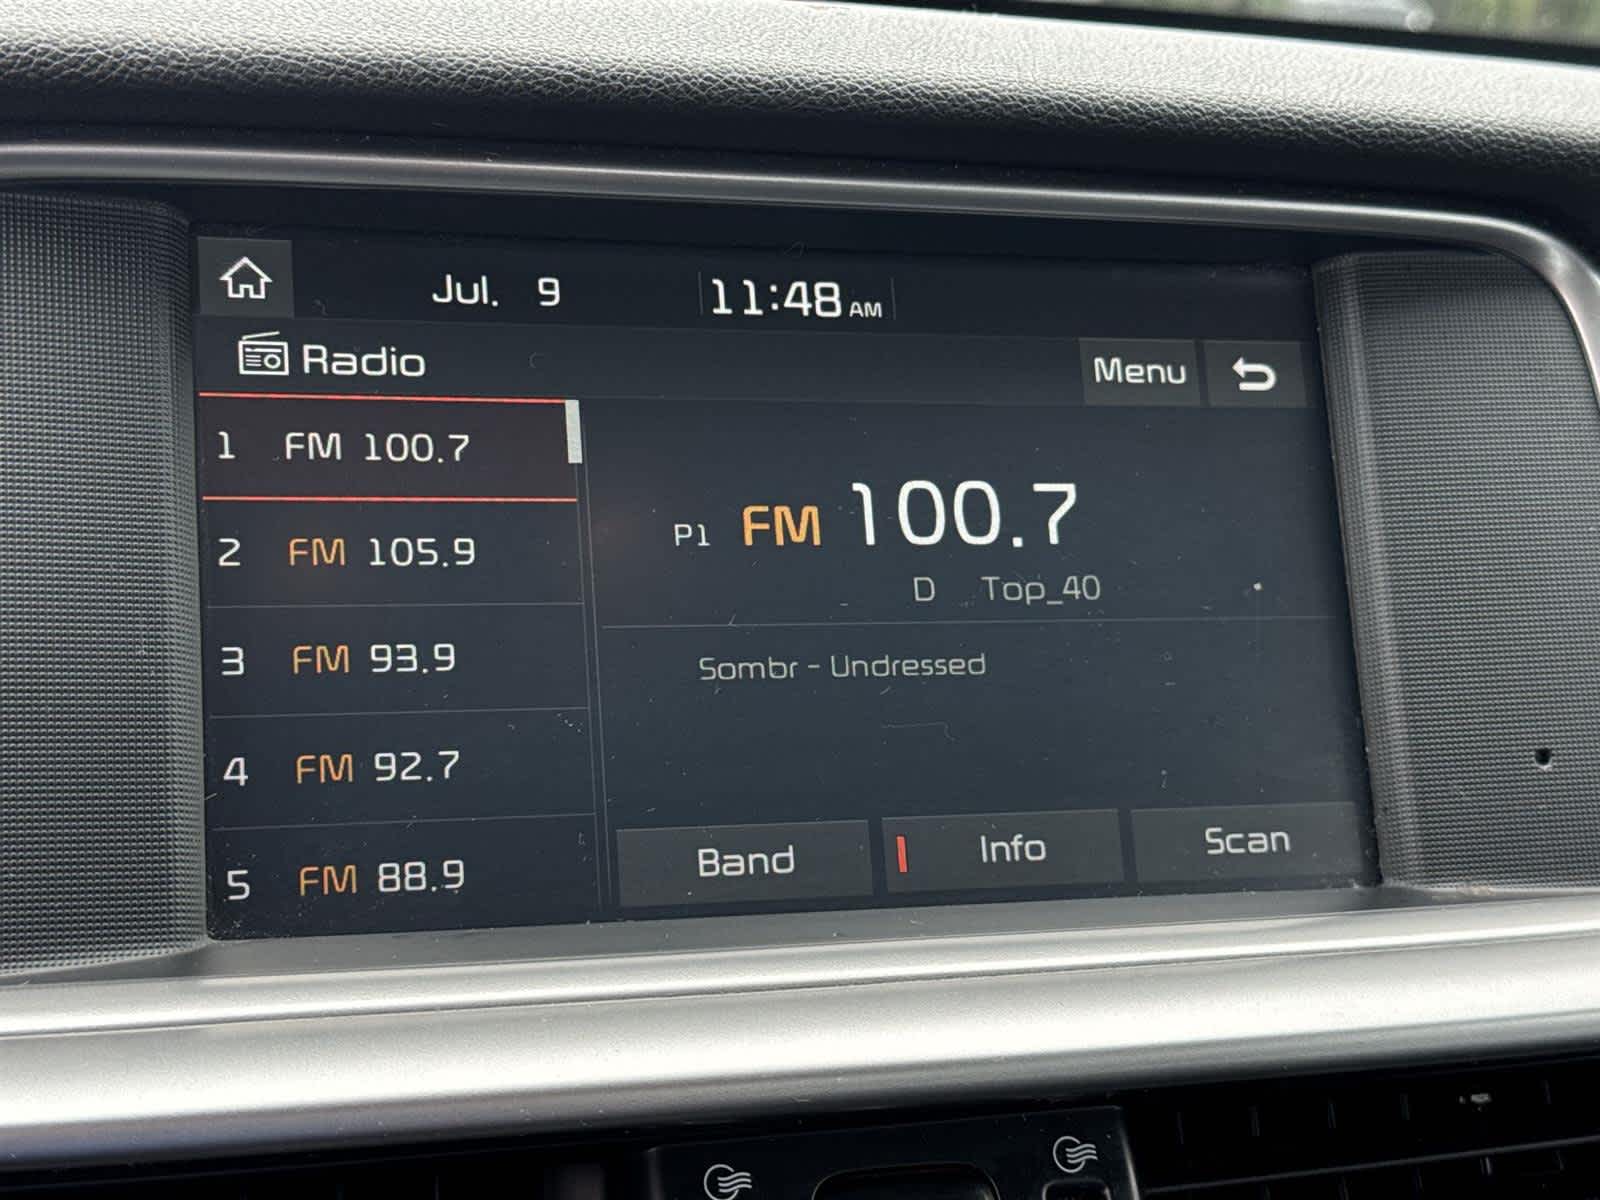 Jul. 9 11:48 AM
Radio
Menu
1 FM 100.7
2 FM 105.9
3 FM 93.9
4 FM 92.7
5 FM 88.9
P1 FM 100.7
D Top_40
Sombr - Undressed
Band Info Scan